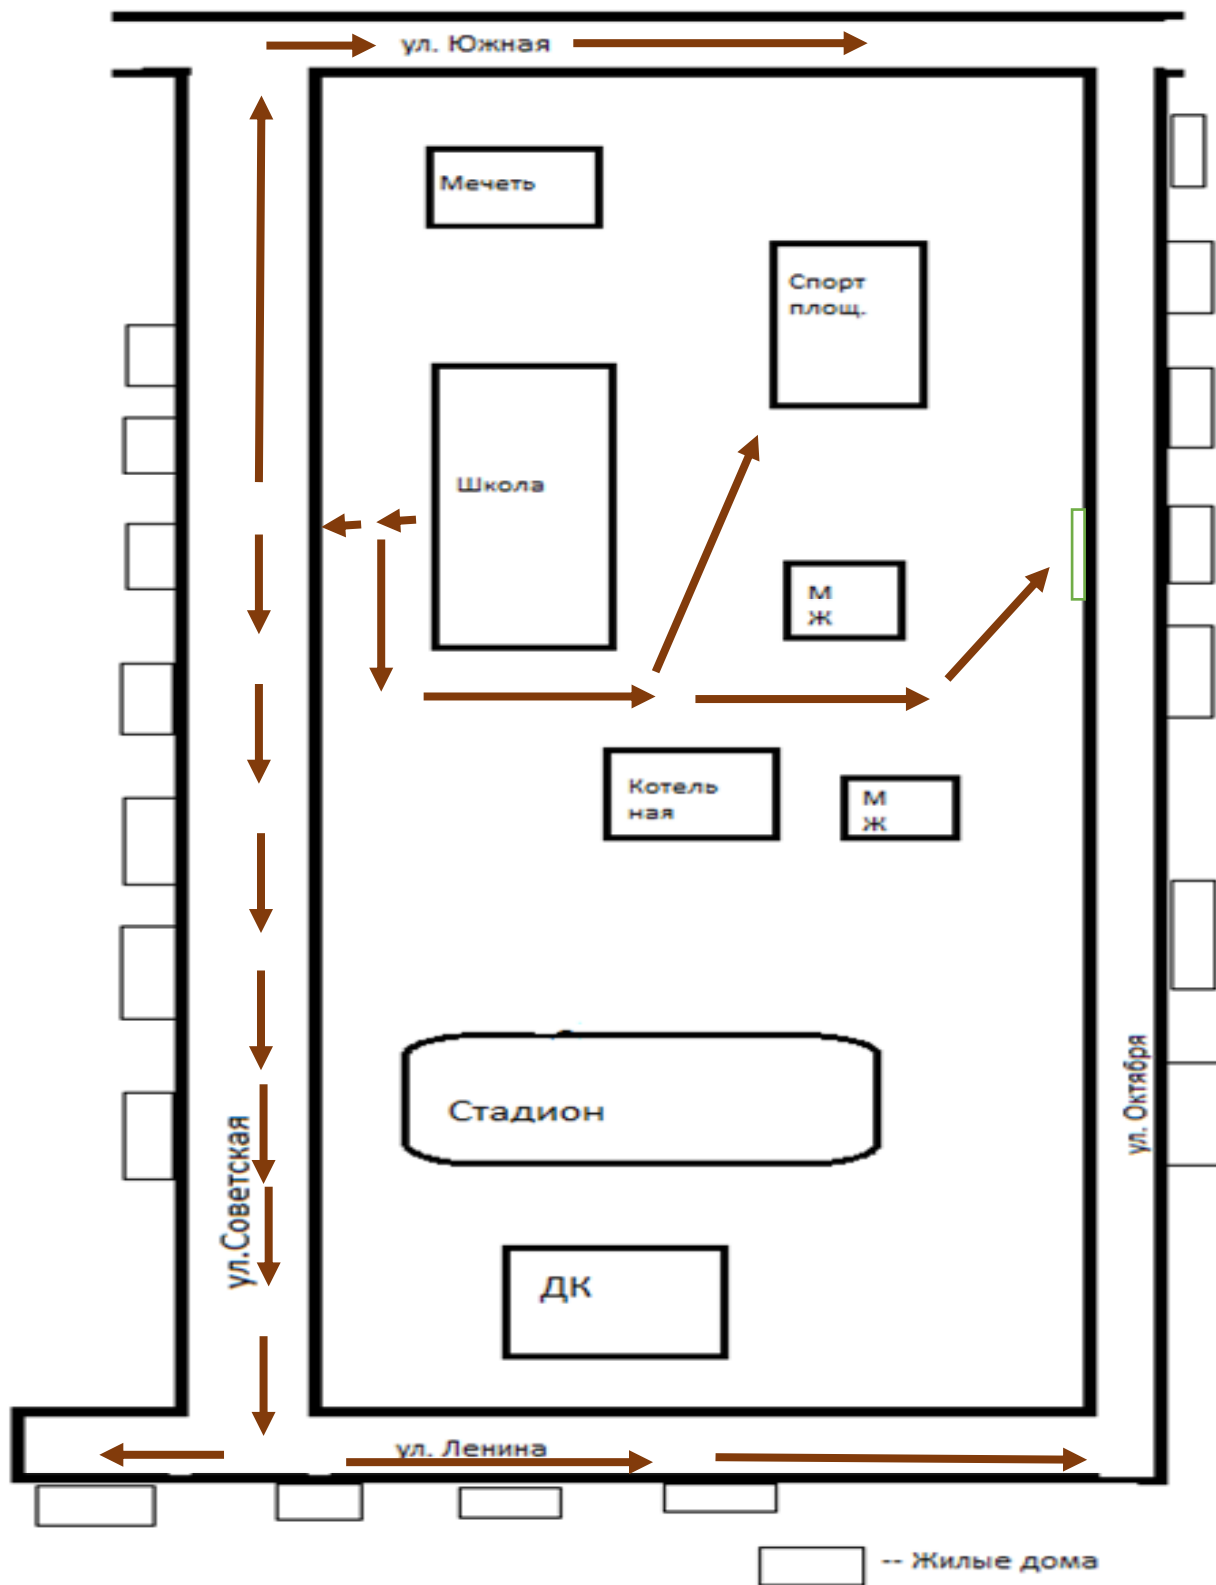 ул. Южная
Мечеть
Спорт
площ.
Школа
М
Ж
Котель
ная
М
Ж
ул. Октября
Стадион
ул.Советская
ДК
ул. Ленина
-- Жилые дома